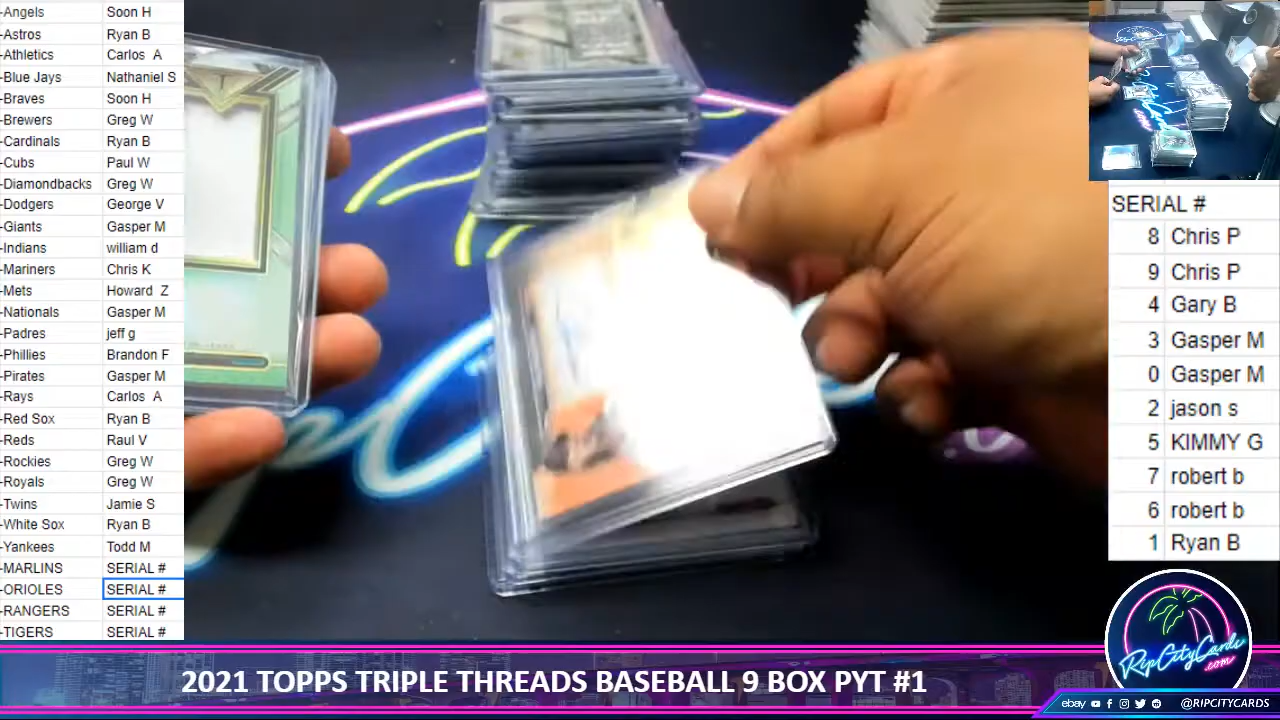 -Angels Soon H
-Astros Ryan B
-Athletics Carlos A
-Blue Jays Nathaniel S
-Braves Soon H
-Brewers Greg W
-Cardinals Ryan B
-Cubs Paul W
-Diamondbacks Greg W
-Dodgers George V
-Giants Gasper M
-Indians william d
-Mariners Chris K
-Mets Howard Z
-Nationals Gasper M
-Padres jeff g
-Phillies Brandon F
-Pirates Gasper M
-Rays Carlos A
-Red Sox Ryan B
-Reds Raul V
-Rockies Greg W
-Royals Greg W
-Twins Jamie S
-White Sox Ryan B
-Yankees Todd M
-MARLINS SERIAL #
-ORIOLES SERIAL #
-RANGERS SERIAL #
-TIGERS SERIAL #
SERIAL #
8 Chris P
9 Chris P
4 Gary B
3 Gasper M
0 Gasper M
2 jason s
5 KIMMY G
7 robert b
6 robert b
1 Ryan B
RipCityCards
.com
2021 TOPPS TRIPLE THREADS BASEBALL 9 BOX PYT #1
ebay @RIPCITYCARDS